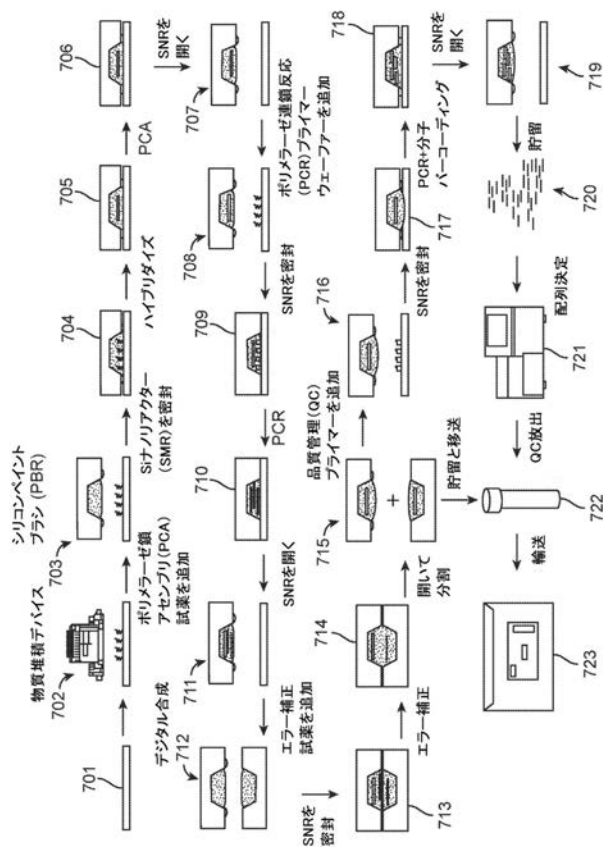 701
物質堆積デバイス
702
ポリメラーゼ鎖
アセンブリ(PCA)
試薬を追加
シリコンペイント
ブラシ(PBR)
703
Siナノリアクター
(SMR)を密封
704
ハイブリダイズ
705
PCA
706
SNRを
開く
707
ポリメラーゼ連鎖反応
(PCR)プライマー
ウェーファーを追加
708
SNRを密封
709
PCR
710
SNRを開く
711
エラー補正
試薬を追加
デジタル合成
712
SNRを
密封
713
エラー補正
714
開いて
分割
715
貯留と移送
品質管理(QC)
プライマーを追加
716
SNRを密封
717
PCR+分子
バーコーディング
718
SNRを
開く
719
貯留
720
配列決定
721
QC放出
722
輸送
723